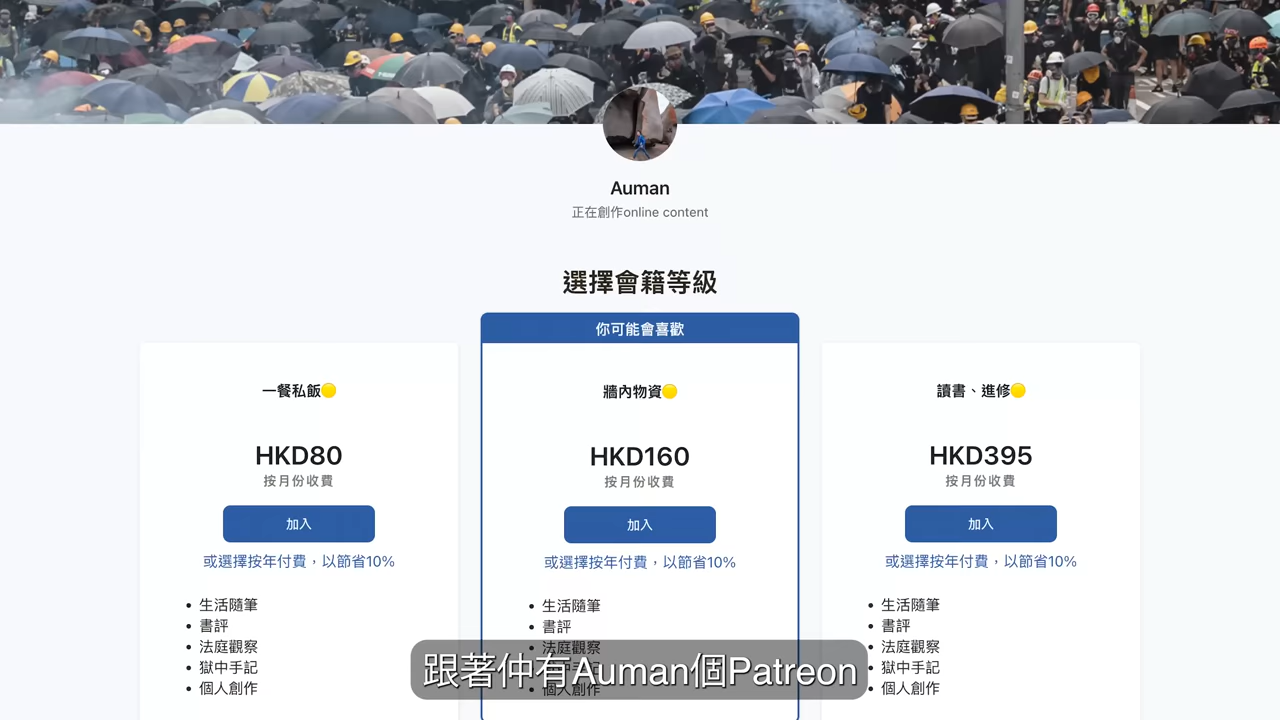 Auman
正在創作online content
選擇會籍等級
你可能會喜歡
一餐私飯
HKD80
按月份收費
加入
或選擇按年付費，以節省10%
生活隨筆
書評
法庭觀察
獄中手記
個人創作
牆內物資
HKD160
按月份收費
加入
或選擇按年付費，以節省10%
生活隨筆
書評
法庭觀察
個人創作
讀書、進修
HKD395
按月份收費
加入
或選擇按年付費，以節省10%
生活隨筆
書評
法庭觀察
獄中手記
個人創作
跟著仲有Auman個Patreon